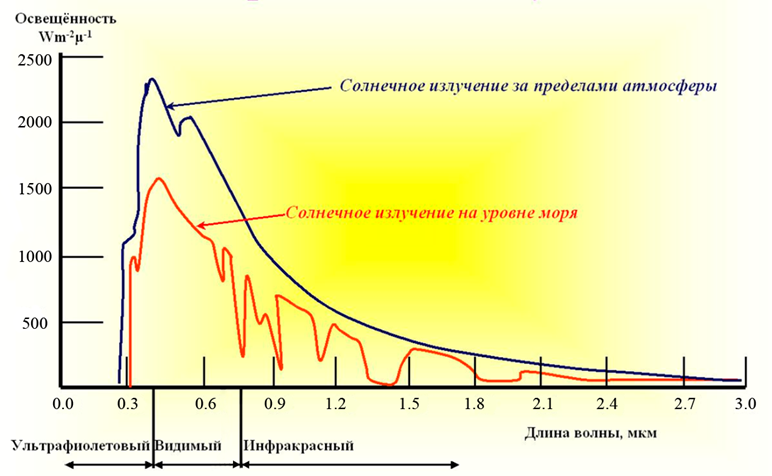 Освещённость
Wm⁻²μ⁻¹
2500
2000
1500
1000
500
Солнечное излучение за пределами атмосферы
Солнечное излучение на уровне моря
0.0 0.3 0.6 0.9 1.2 1.5 1.8 2.1 2.4 2.7 3.0
Длина волны, мкм
Ультрафиолетовый Видимый Инфракрасный